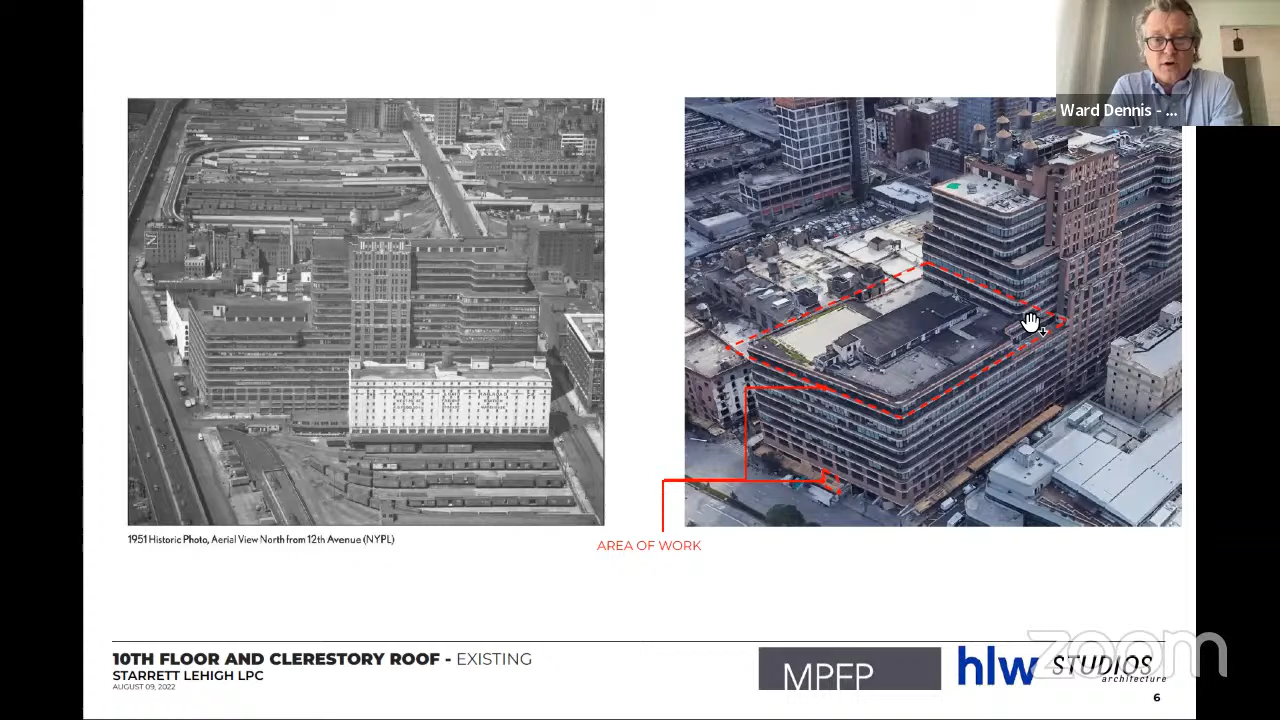 Ward Dennis - ...
1951 Historic Photo, Aerial View North from 12th Avenue (NYPL)
AREA OF WORK
10TH FLOOR AND CLERESTORY ROOF - EXISTING
STARRETT LEHIGH LPC
AUGUST 09, 2022
MPFP
hlw
STUDIOS
architecture
zoom
6